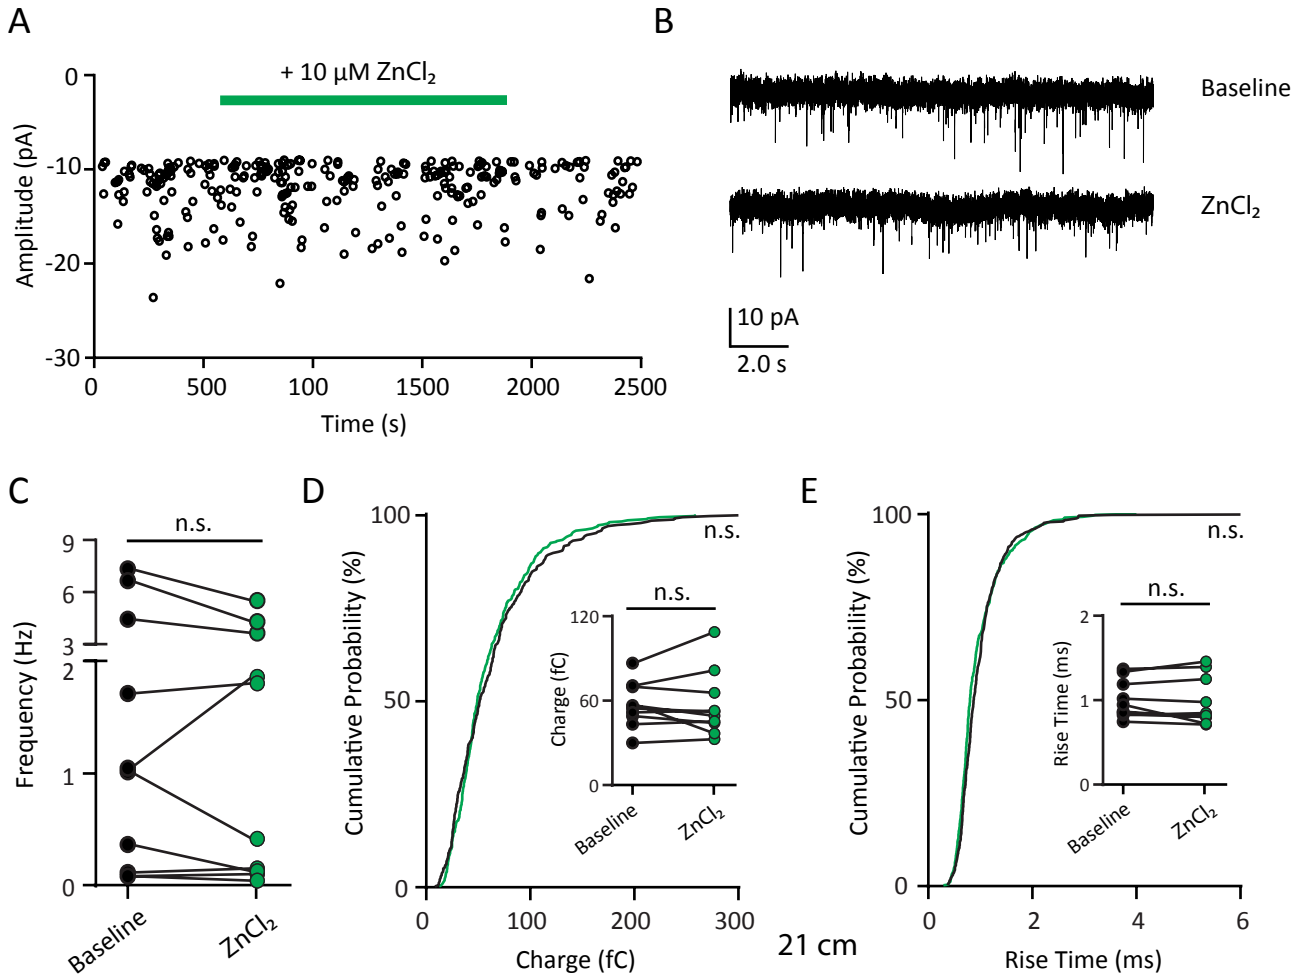 A
+ 10 μM ZnCl₂
0
-10
-20
-30
Amplitude (pA)
0
500
100
1500
2000
2500
Time (s)
B
Baseline
ZnCl₂
10 pA
2.0 s
C
n.s.
9
6
3
2
1
0
Frequency (Hz)
Baseline
ZnCl₂
D
100
50
0
Cumulative Probability (%)
n.s.
n.s.
120
60
0
Charge (fC)
Baseline
ZnCl₂
0
100
200
300
Charge (fC)
21 cm
E
100
50
0
Cumulative Probability (%)
n.s.
n.s.
2
1
0
Rise Time (ms)
Baseline
ZnCl₂
0
2
4
6
Rise Time (ms)